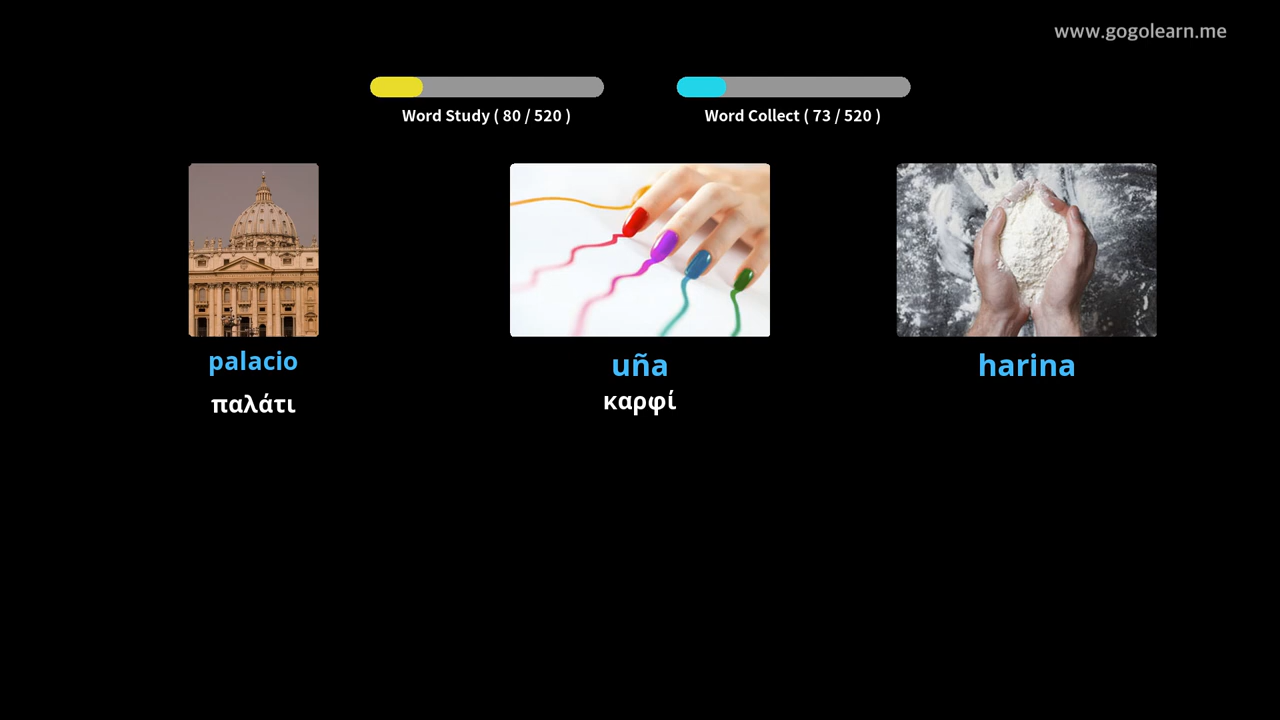 www.gogolearn.me
Word Study ( 80 / 520 )
Word Collect ( 73 / 520 )
palacio
παλάτι
uña
καρφί
harina